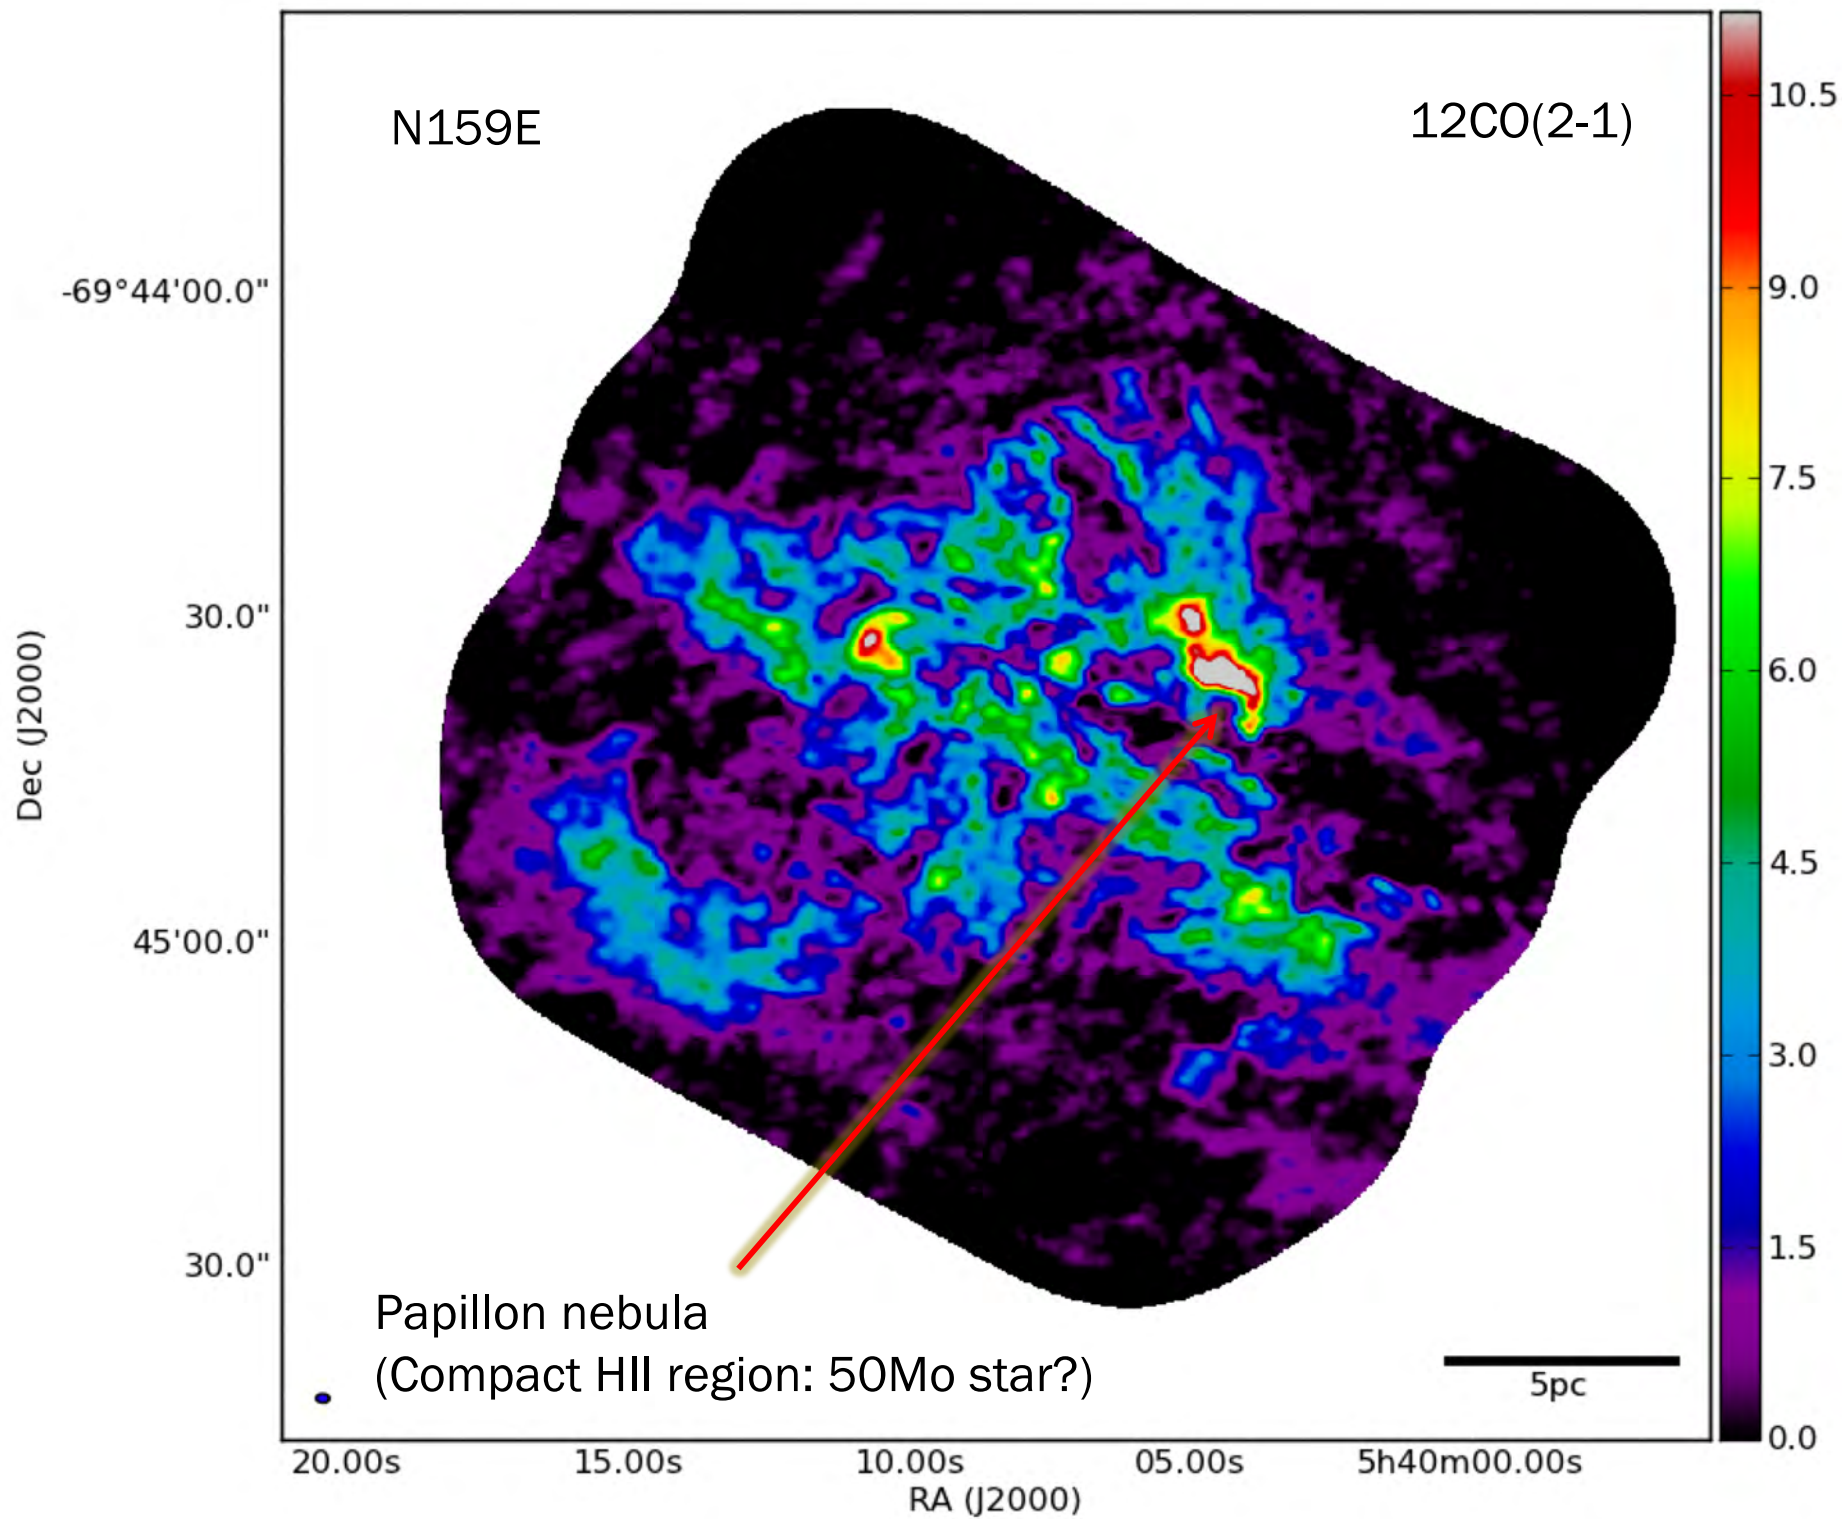 N159E
12CO(2-1)
10.5
9.0
7.5
6.0
4.5
3.0
1.5
0.0
Dec (J2000)
-69°44'00.0"
30.0"
45'00.0"
30.0"
Papillon nebula
(Compact HII region: 50Mo star?)
5pc
20.00s 15.00s 10.00s 05.00s 5h40m00.00s
RA (J2000)